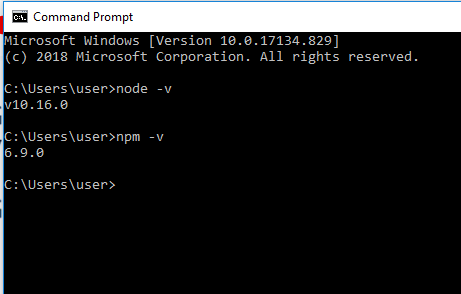 Command Prompt
Microsoft Windows [Version 10.0.17134.829]
(c) 2018 Microsoft Corporation. All rights reserved.
C:\Users\user>node -v
v10.16.0
C:\Users\user>npm -v
6.9.0
C:\Users\user>